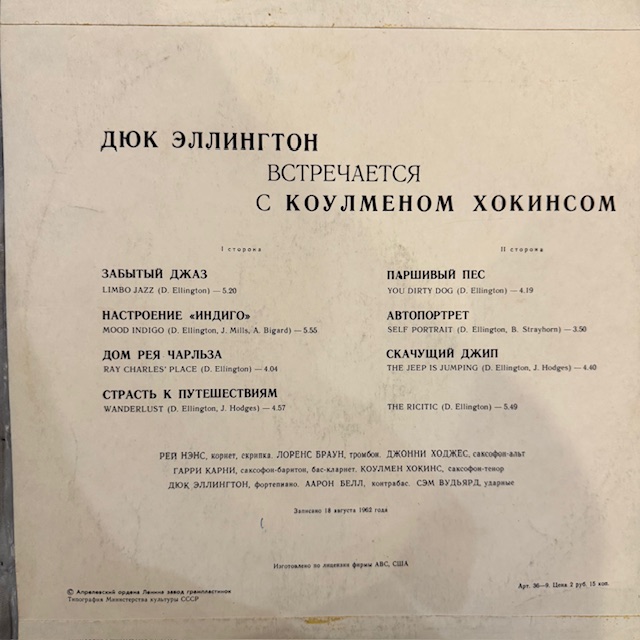 ДЮК ЭЛЛИНГТОН
ВСТРЕЧАЕТСЯ
С КОУЛМЕНОМ ХОКИНСОМ
I сторона
ЗАБЫТЫЙ ДЖАЗ
LIMBO JAZZ (D. Ellington) — 5.20
НАСТРОЕНИЕ «ИНДИГО»
MOOD INDIGO (D. Ellington, J. Mills, A. Bigard) — 5.55
ДОМ РЕЯ ЧАРЛЬЗА
RAY CHARLES' PLACE (D. Ellington) — 4.04
СТРАСТЬ К ПУТЕШЕСТВИЯМ
WANDERLUST (D. Ellington, J. Hodges) — 4.57
II сторона
ПАРШИВЫЙ ПЕС
YOU DIRTY DOG (D. Ellington) — 4.19
АВТОПОРТРЕТ
SELF PORTRAIT (D. Ellington, B. Strayhorn) — 3.50
СКАЧУЩИЙ ДЖИП
THE JEEP IS JUMPING (D. Ellington, J. Hodges) — 4.40
THE RICITIC (D. Ellington) — 5.49
РЕЙ НЭНС, корнет, скрипка. ЛОРЕНС БРАУН, тромбон. ДЖОННИ ХОДЖЕС, саксофон-альт
ГАРРИ КАРНИ, саксофон-баритон, бас-кларнет. КОУЛМЕН ХОКИНС, саксофон-тенор
ДЮК ЭЛЛИНГТОН, фортепиано. ААРОН БЕЛЛ, контрабас. СЭМ ВУДЬЯРД, ударные
Записано 18 августа 1962 года
Изготовлено по лицензии фирмы ABC, США
© Апрелевский ордена Ленина завод грампластинок
Типография Министерства культуры СССР
Арт. 36—9. Цена 2 руб. 15 коп.